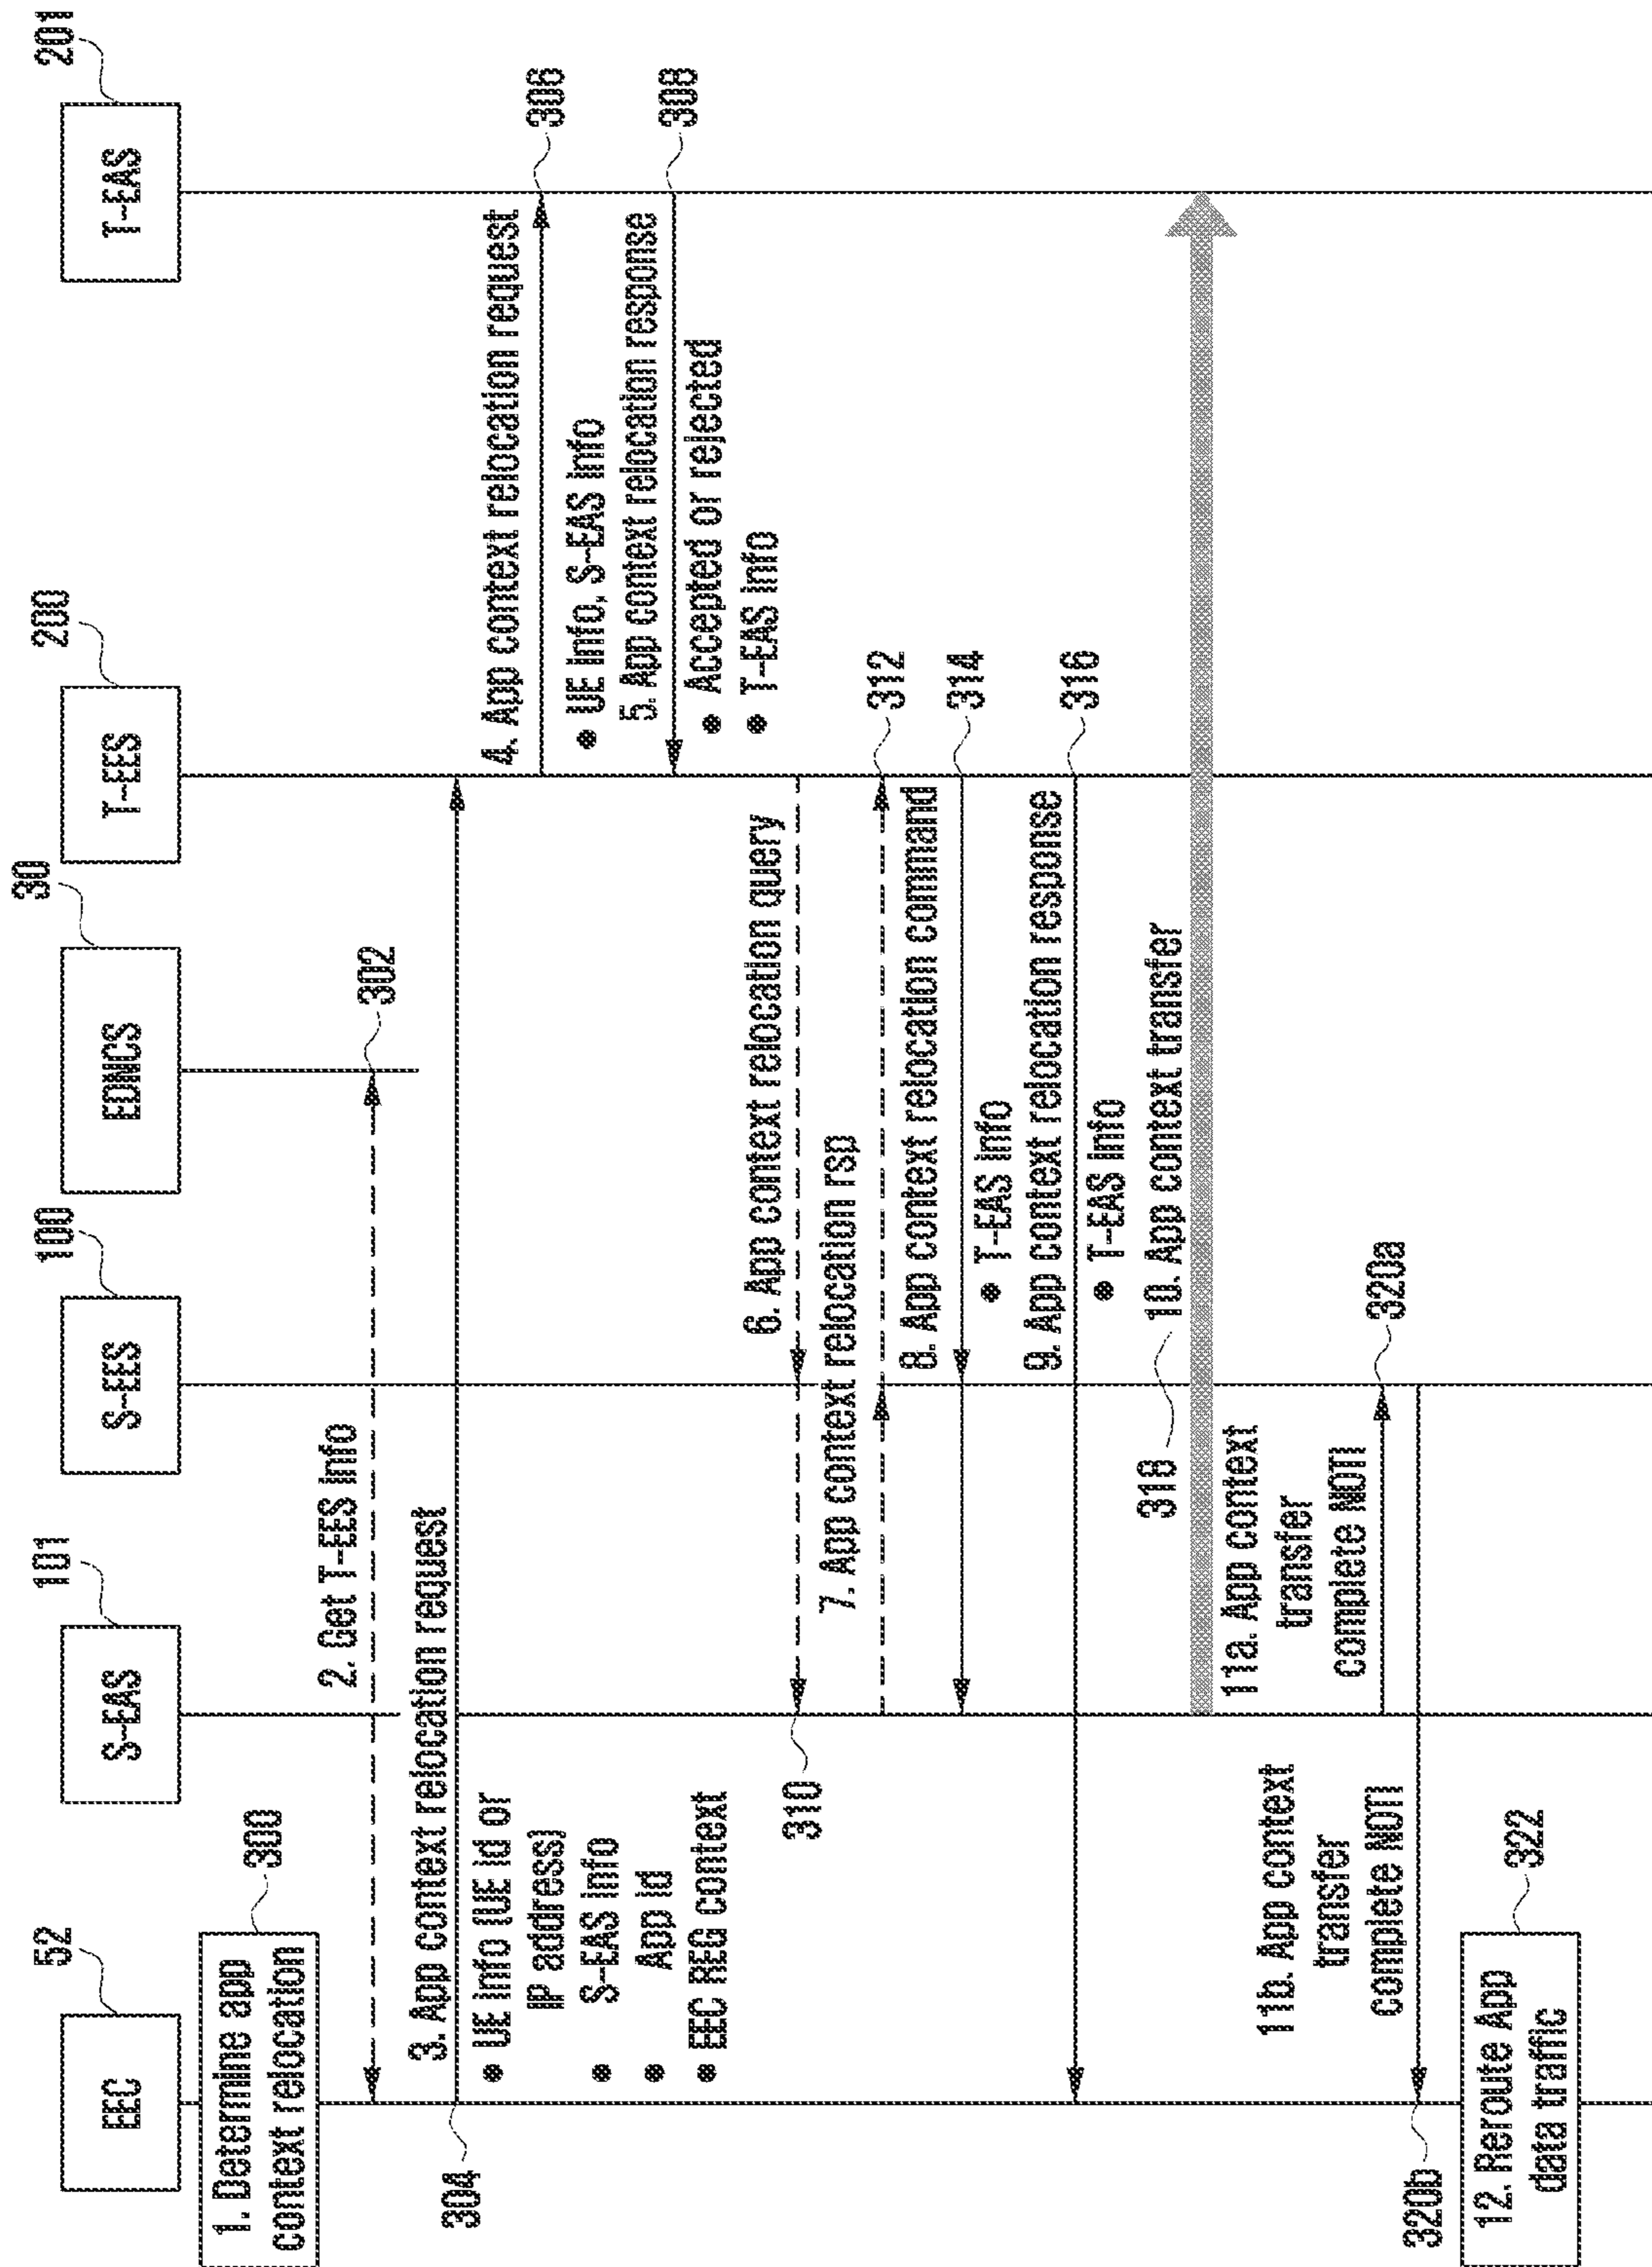 52
101
100
30
200
201
EEC
S-EAS
S-EES
EDNCS
T-EES
T-EAS
1. Determine app
context relocation
300
2. Get T-EES info
302
3. App context relocation request
304
● UE info (UE id or
IP address)
● S-EAS info
● App id
● EEC REG context
4. App context relocation request
306
● UE info, S-EAS info
5. App context relocation response
308
● Accepted or rejected
● T-EAS info
6. App context relocation query
310
7. App context relocation rsp
312
8. App context relocation command
314
● T-EAS info
9. App context relocation response
316
● T-EAS info
318
10. App context transfer
11a. App context
transfer
complete NOTI
320a
11b. App context
transfer
complete NOTI
320b
12. Reroute App
data traffic
322